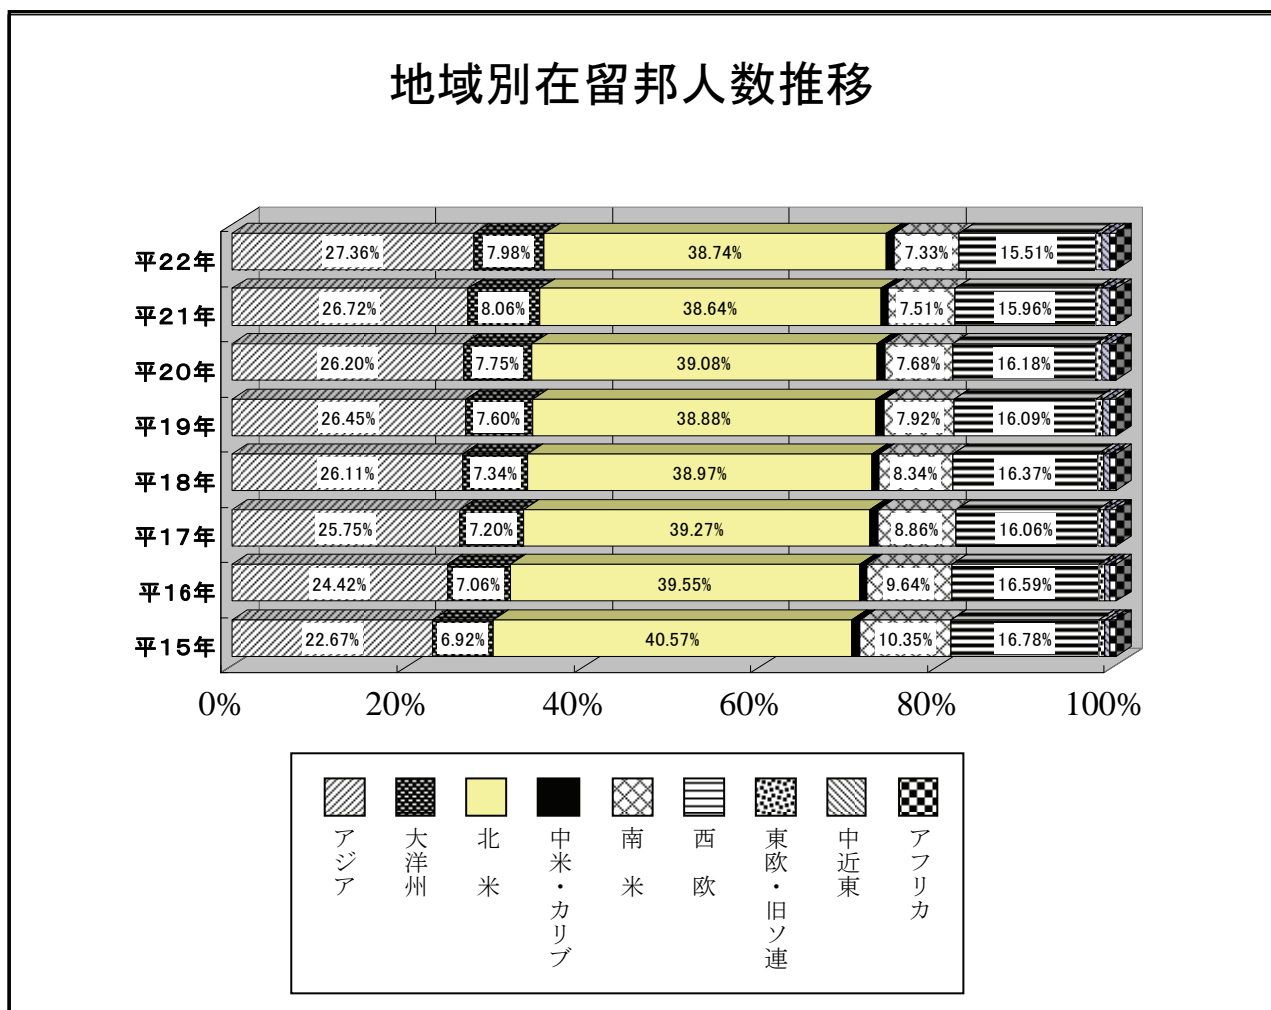 地域別在留邦人数推移
平22年 27.36% 7.98% 38.74% 7.33% 15.51%
平21年 26.72% 8.06% 38.64% 7.51% 15.96%
平20年 26.20% 7.75% 39.08% 7.68% 16.18%
平19年 26.45% 7.60% 38.88% 7.92% 16.09%
平18年 26.11% 7.34% 38.97% 8.34% 16.37%
平17年 25.75% 7.20% 39.27% 8.86% 16.06%
平16年 24.42% 7.06% 39.55% 9.64% 16.59%
平15年 22.67% 6.92% 40.57% 10.35% 16.78%
0% 20% 40% 60% 80% 100%
アジア
大洋州
北 米
中米・カリブ
南 米
西 欧
東欧・旧ソ連
中近東
アフリカ